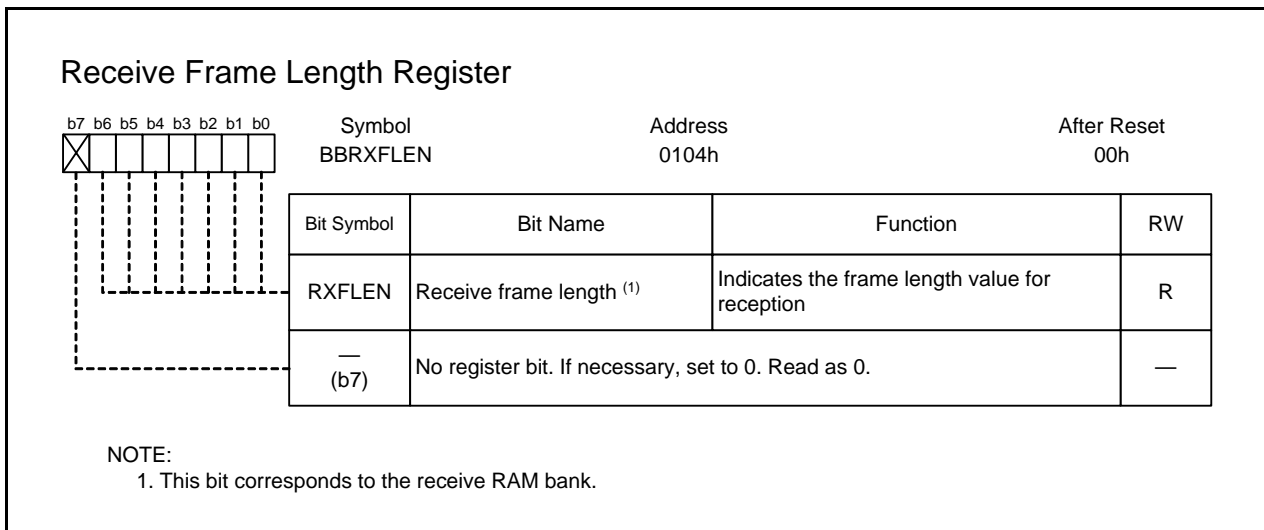 Receive Frame Length Register
b7 b6 b5 b4 b3 b2 b1 b0
Symbol Address After Reset
BBRXFLEN 0104h 00h
Bit Symbol Bit Name Function RW
RXFLEN Receive frame length (1) Indicates the frame length value for
reception R
—
(b7) No register bit. If necessary, set to 0. Read as 0. —
NOTE:
1. This bit corresponds to the receive RAM bank.